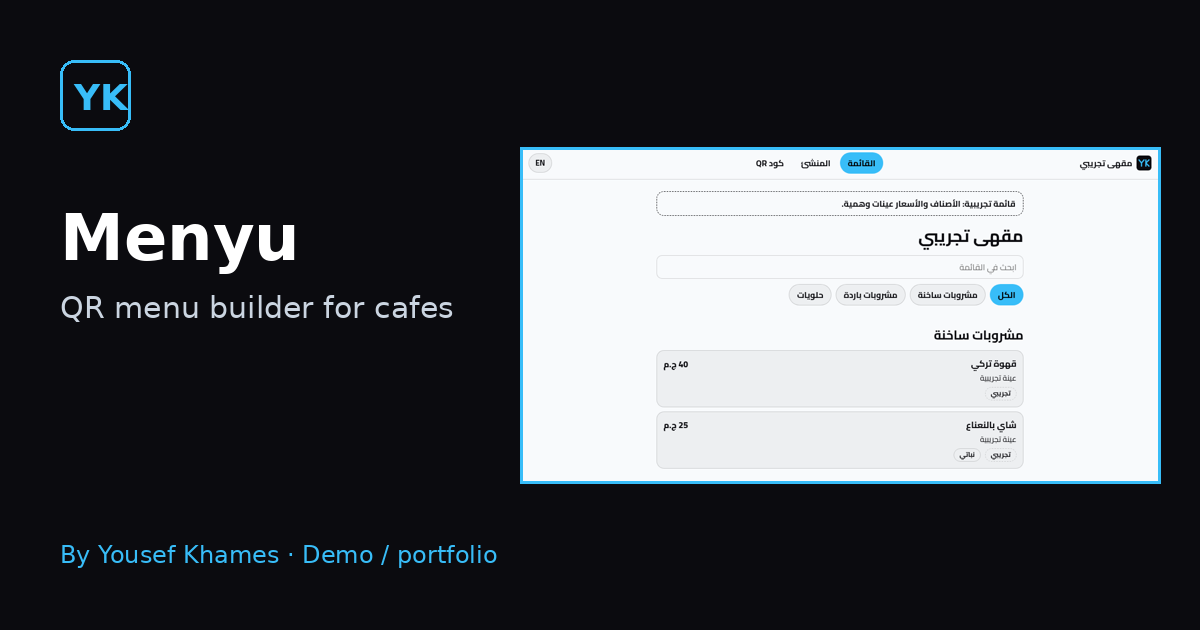 YK
Menyu
QR menu builder for cafes
YK مقهى تجريبي
القائمة المنشئ كود QR
EN
قائمة تجريبية: الأصناف والأسعار عينات وهمية.
مقهى تجريبي
ابحث في القائمة
الكل مشروبات ساخنة مشروبات باردة حلويات
مشروبات ساخنة
قهوة تركي 40 ج.م
عينة تجريبية
تجريبي
شاي بالنعناع 25 ج.م
عينة تجريبية
تجريبي نباتي
By Yousef Khames · Demo / portfolio